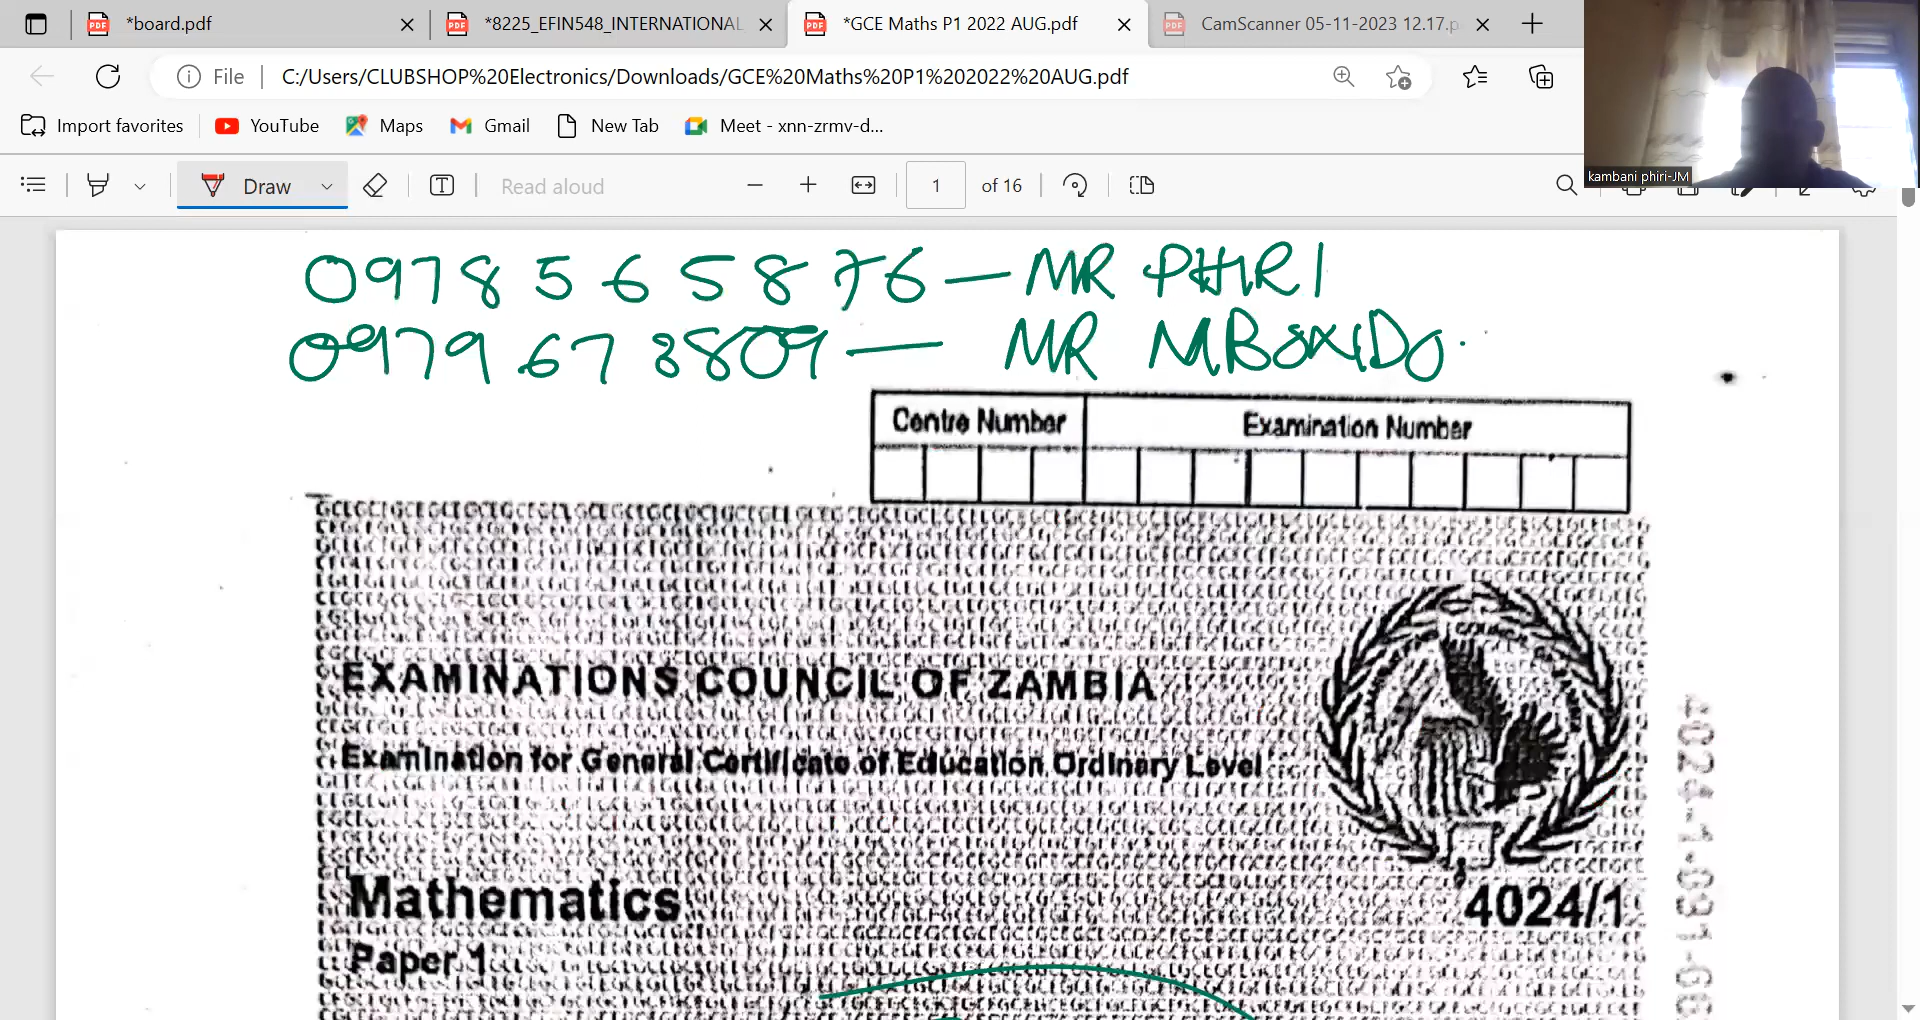 *board.pdf
*8225_EFIN548_INTERNATIONAL
*GCE Maths P1 2022 AUG.pdf
CamScanner 05-11-2023 12.17.p
File
C:/Users/CLUBSHOP%20Electronics/Downloads/GCE%20Maths%20P1%202022%20AUG.pdf
Import favorites
YouTube
Maps
Gmail
New Tab
Meet - xnn-zrmv-d...
kambani phiri-JM
Draw
Read aloud
1 of 16
0978565876 - MR PHIRI
0979673809 - MR
Centre Number
Examination Number
EXAMINATIONS COUNCIL OF ZAMBIA
Examination for General Certificate of Education Ordinary Level
Mathematics
4024/1
Paper 1